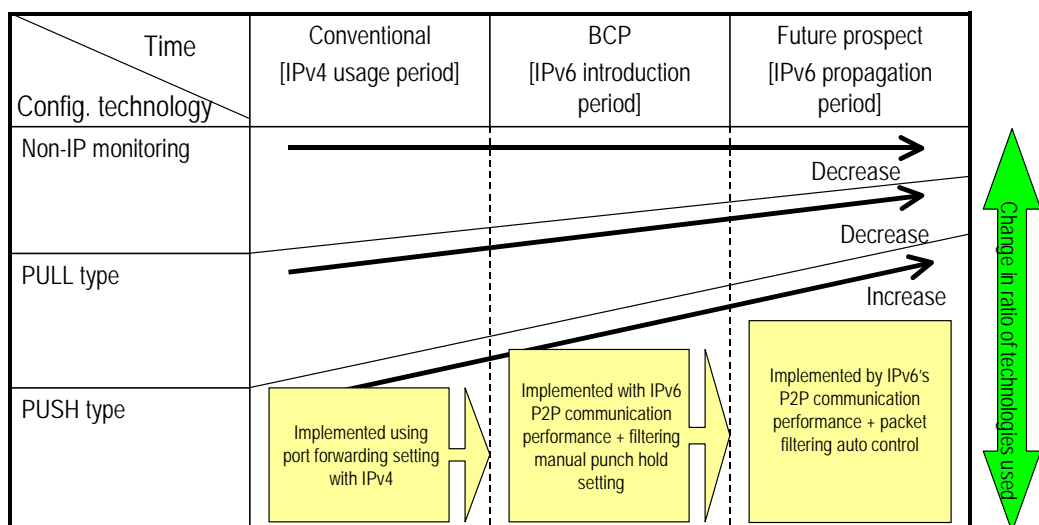 Time
Config. technology
Conventional
[IPv4 usage period]
BCP
[IPv6 introduction
period]
Future prospect
[IPv6 propagation
period]
Non-IP monitoring
Decrease
PULL type
Decrease
Increase
PUSH type
Implemented using
port forwarding setting
with IPv4
Implemented with IPv6
P2P communication
performance + filtering
manual punch hold
setting
Implemented by IPv6's
P2P communication
performance + packet
filtering auto control
Change in ratio of technologies used